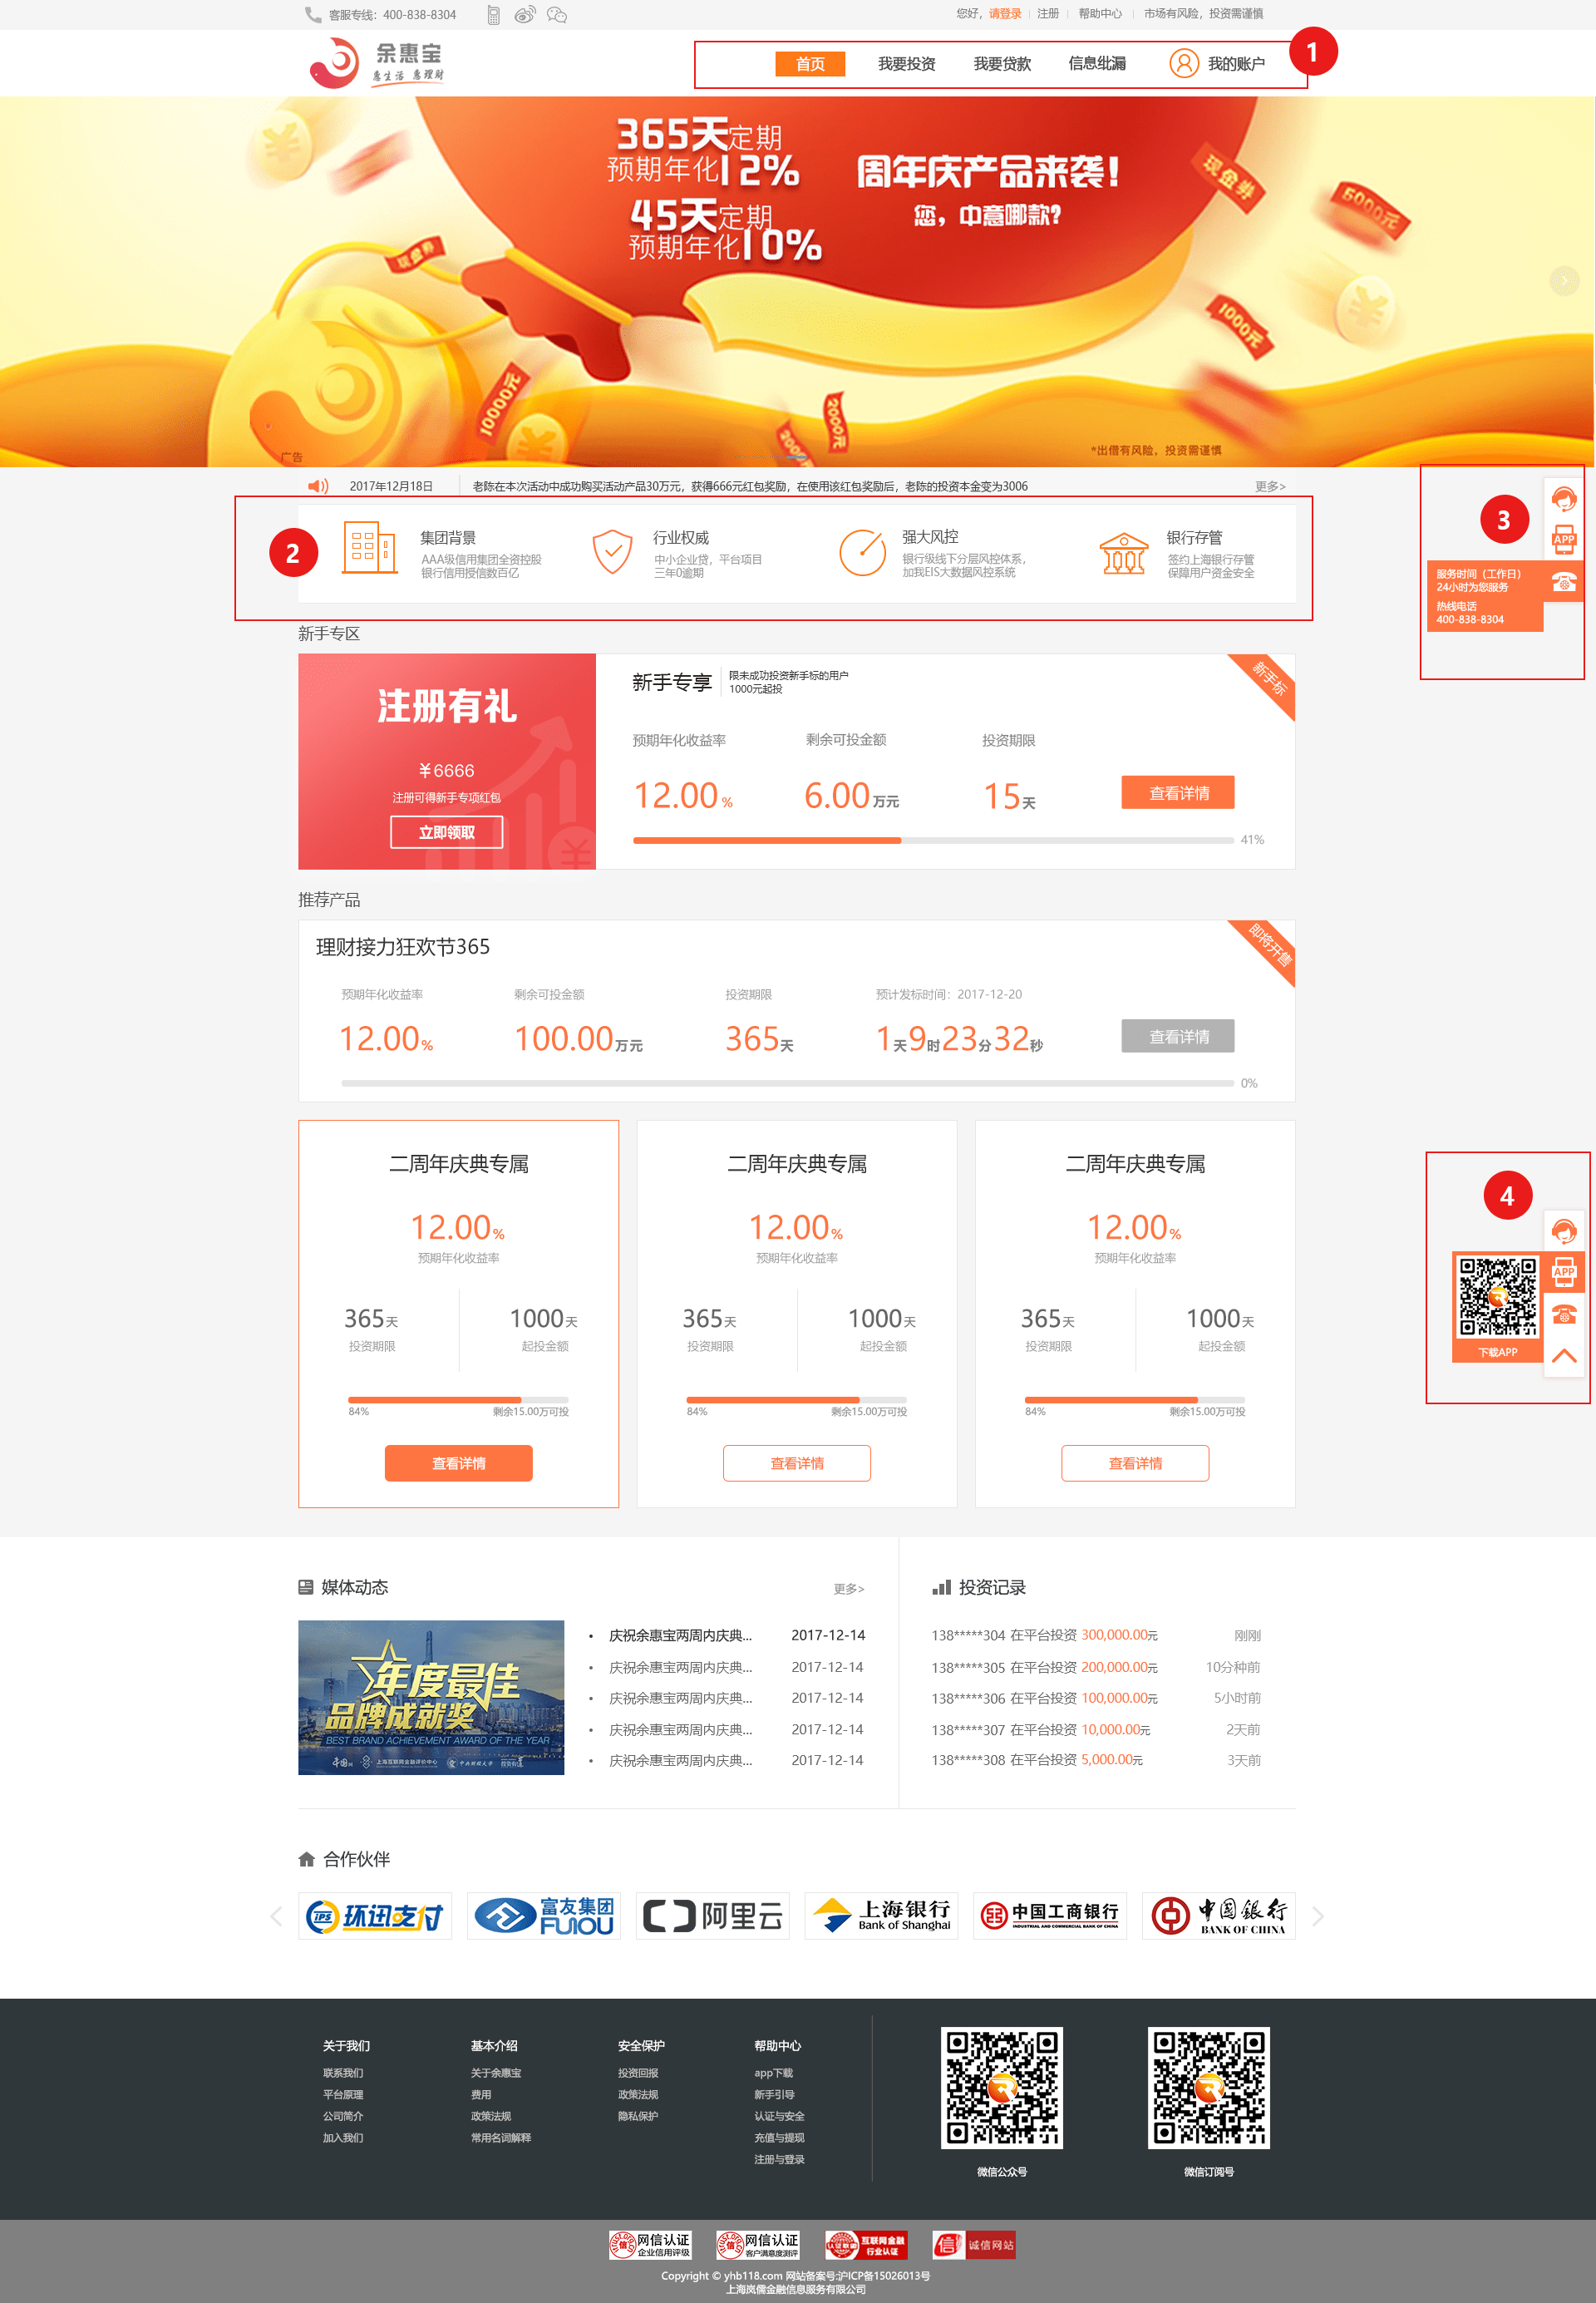 客服专线：400-838-8304
您好，请登录 注册 帮助中心 市场有风险，投资需谨慎
余惠宝
惠生活 惠理财
首页 我要投资 我要贷款 信息纰漏 我的账户
1
365天定期
预期年化12%
45天定期
预期年化10%
周年庆产品来袭！
您，中意哪款？
现金券
5000元
现金券
1000元
10000元
2000元
广告
*出借有风险，投资需谨慎
2017年12月18日 老陈在本次活动中成功购买活动产品30万元，获得666元红包奖励，在使用该红包奖励后，老陈的投资本金变为3006 更多>
2
集团背景
AAA级信用集团全资控股
银行信用授信数百亿
行业权威
中小企业贷，平台项目
三年0逾期
强大风控
银行级线下分层风控体系，
加我EIS大数据风控系统
银行存管
签约上海银行存管
保障用户资金安全
3
APP
服务时间（工作日）
24小时为您服务
热线电话
400-838-8304
新手专区
注册有礼
￥6666
注册可得新手专项红包
立即领取
新手专享
限未成功投资新手标的用户
1000元起投
新手标
预期年化收益率 剩余可投金额 投资期限
12.00% 6.00万元 15天 查看详情
41%
推荐产品
理财接力狂欢节365
即将开售
预期年化收益率 剩余可投金额 投资期限 预计发标时间：2017-12-20
12.00% 100.00万元 365天 1天9时23分32秒 查看详情
0%
二周年庆典专属 二周年庆典专属 二周年庆典专属
12.00% 12.00% 12.00%
预期年化收益率 预期年化收益率 预期年化收益率
365天 1000天 365天 1000天 365天 1000天
投资期限 起投金额 投资期限 起投金额 投资期限 起投金额
84% 剩余15.00万可投 84% 剩余15.00万可投 84% 剩余15.00万可投
查看详情 查看详情 查看详情
4
APP
下载APP
媒体动态 更多>
年度最佳
品牌成就奖
BEST BRAND ACHIEVEMENT AWARD OF THE YEAR
上海互联网金融评价中心
中央财经大学
庆祝余惠宝两周内庆典... 2017-12-14
庆祝余惠宝两周内庆典... 2017-12-14
庆祝余惠宝两周内庆典... 2017-12-14
庆祝余惠宝两周内庆典... 2017-12-14
庆祝余惠宝两周内庆典... 2017-12-14
投资记录
138*****304 在平台投资 300,000.00元 刚刚
138*****305 在平台投资 200,000.00元 10分种前
138*****306 在平台投资 100,000.00元 5小时前
138*****307 在平台投资 10,000.00元 2天前
138*****308 在平台投资 5,000.00元 3天前
合作伙伴
iPS 环迅支付
富友集团
FUIOU
阿里云
上海银行
Bank of Shanghai
中国工商银行
INDUSTRIAL AND COMMERCIAL BANK OF CHINA
中国银行
BANK OF CHINA
关于我们
联系我们
平台原理
公司简介
加入我们
基本介绍
关于余惠宝
费用
政策法规
常用名词解释
安全保护
投资回报
政策法规
隐私保护
帮助中心
app下载
新手引导
认证与安全
充值与提现
注册与登录
微信公众号
微信订阅号
网信认证
企业信用评级
网信认证
客户满意度测评
互联网金融
行业认证
信 诚信网站
Copyright © yhb118.com 网站备案号:沪ICP备15026013号
上海岚儒金融信息服务有限公司